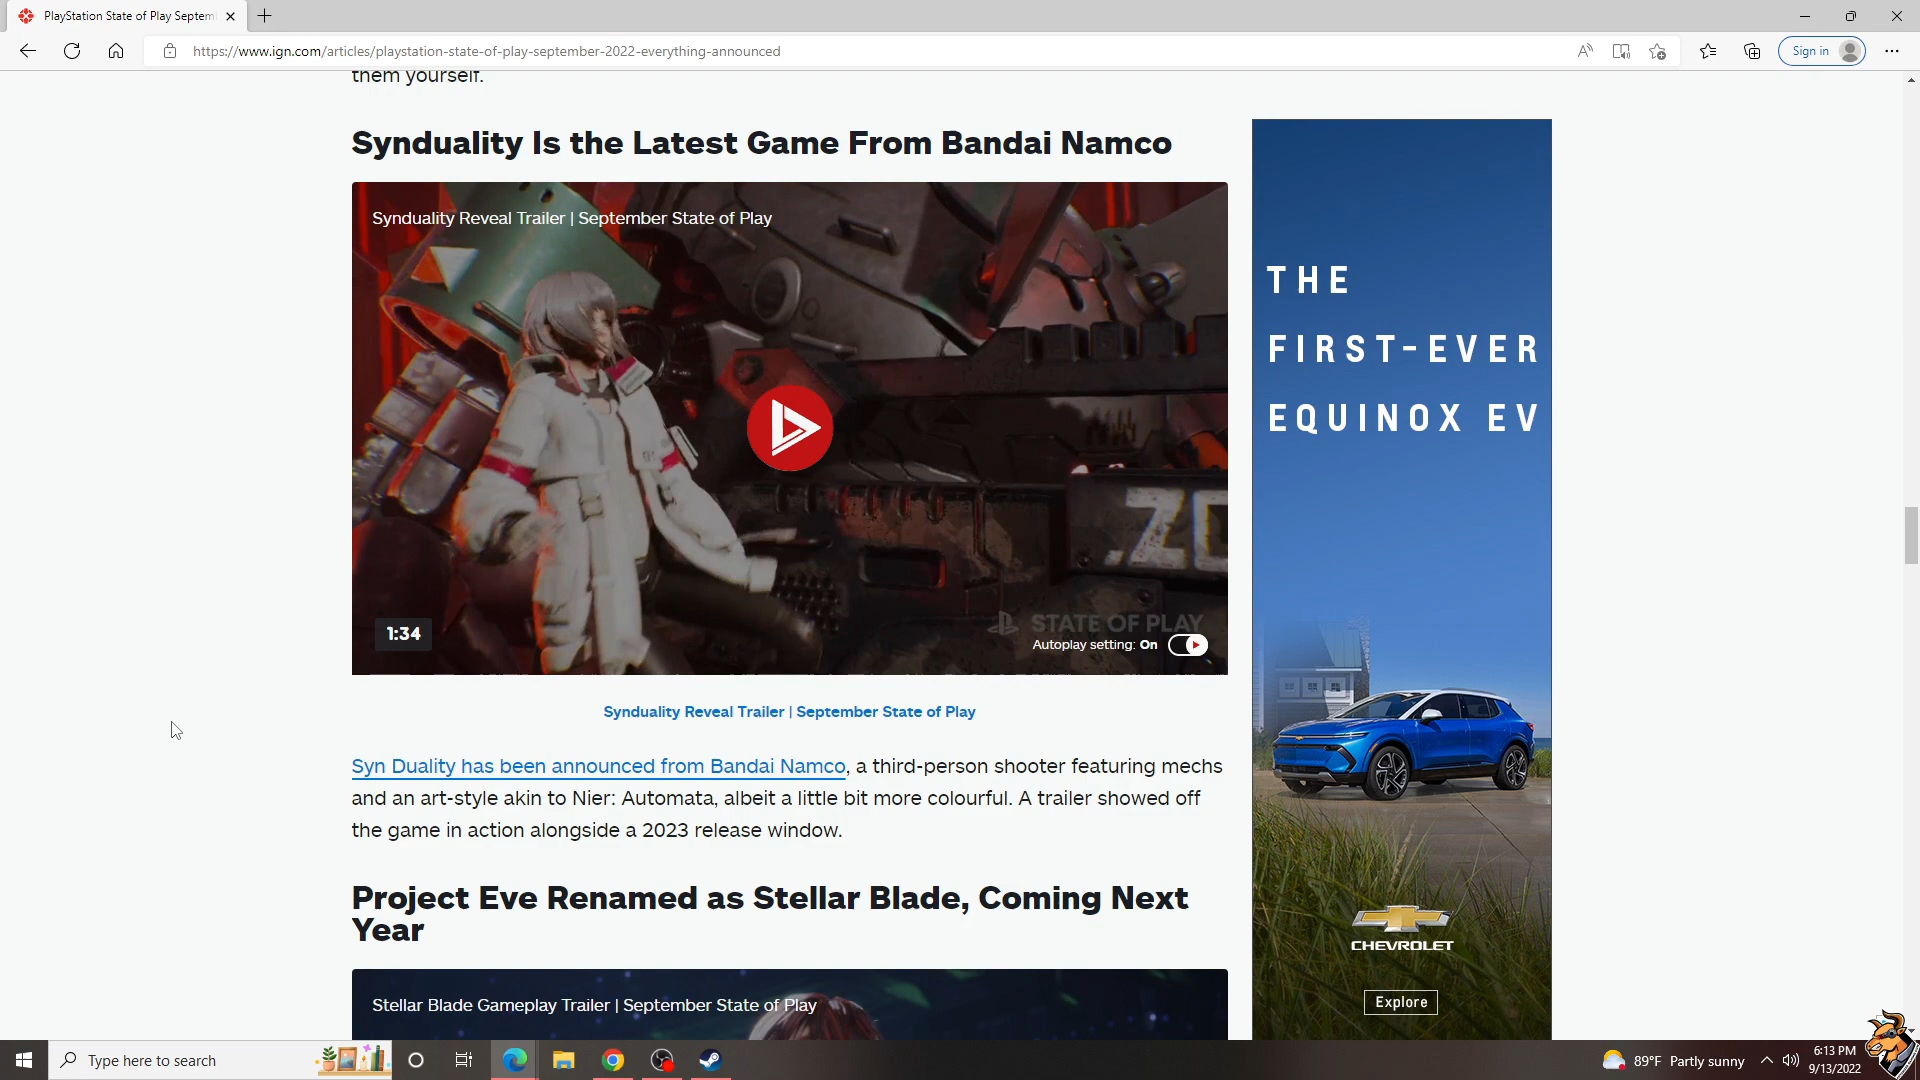 PlayStation State of Play Septem
https://www.ign.com/articles/playstation-state-of-play-september-2022-everything-announced
Sign in
them yourself.
Synduality Is the Latest Game From Bandai Namco
Synduality Reveal Trailer | September State of Play
01
.ZO
1:34
STATE OF PLAY
Autoplay setting: On
Synduality Reveal Trailer | September State of Play
Syn Duality has been announced from Bandai Namco, a third-person shooter featuring mechs
and an art-style akin to Nier: Automata, albeit a little bit more colourful. A trailer showed off
the game in action alongside a 2023 release window.
Project Eve Renamed as Stellar Blade, Coming Next
Year
Stellar Blade Gameplay Trailer | September State of Play
THE
FIRST-EVER
EQUINOX EV
CHEVROLET
Explore
Type here to search
89°F Partly sunny
6:13 PM
9/13/2022